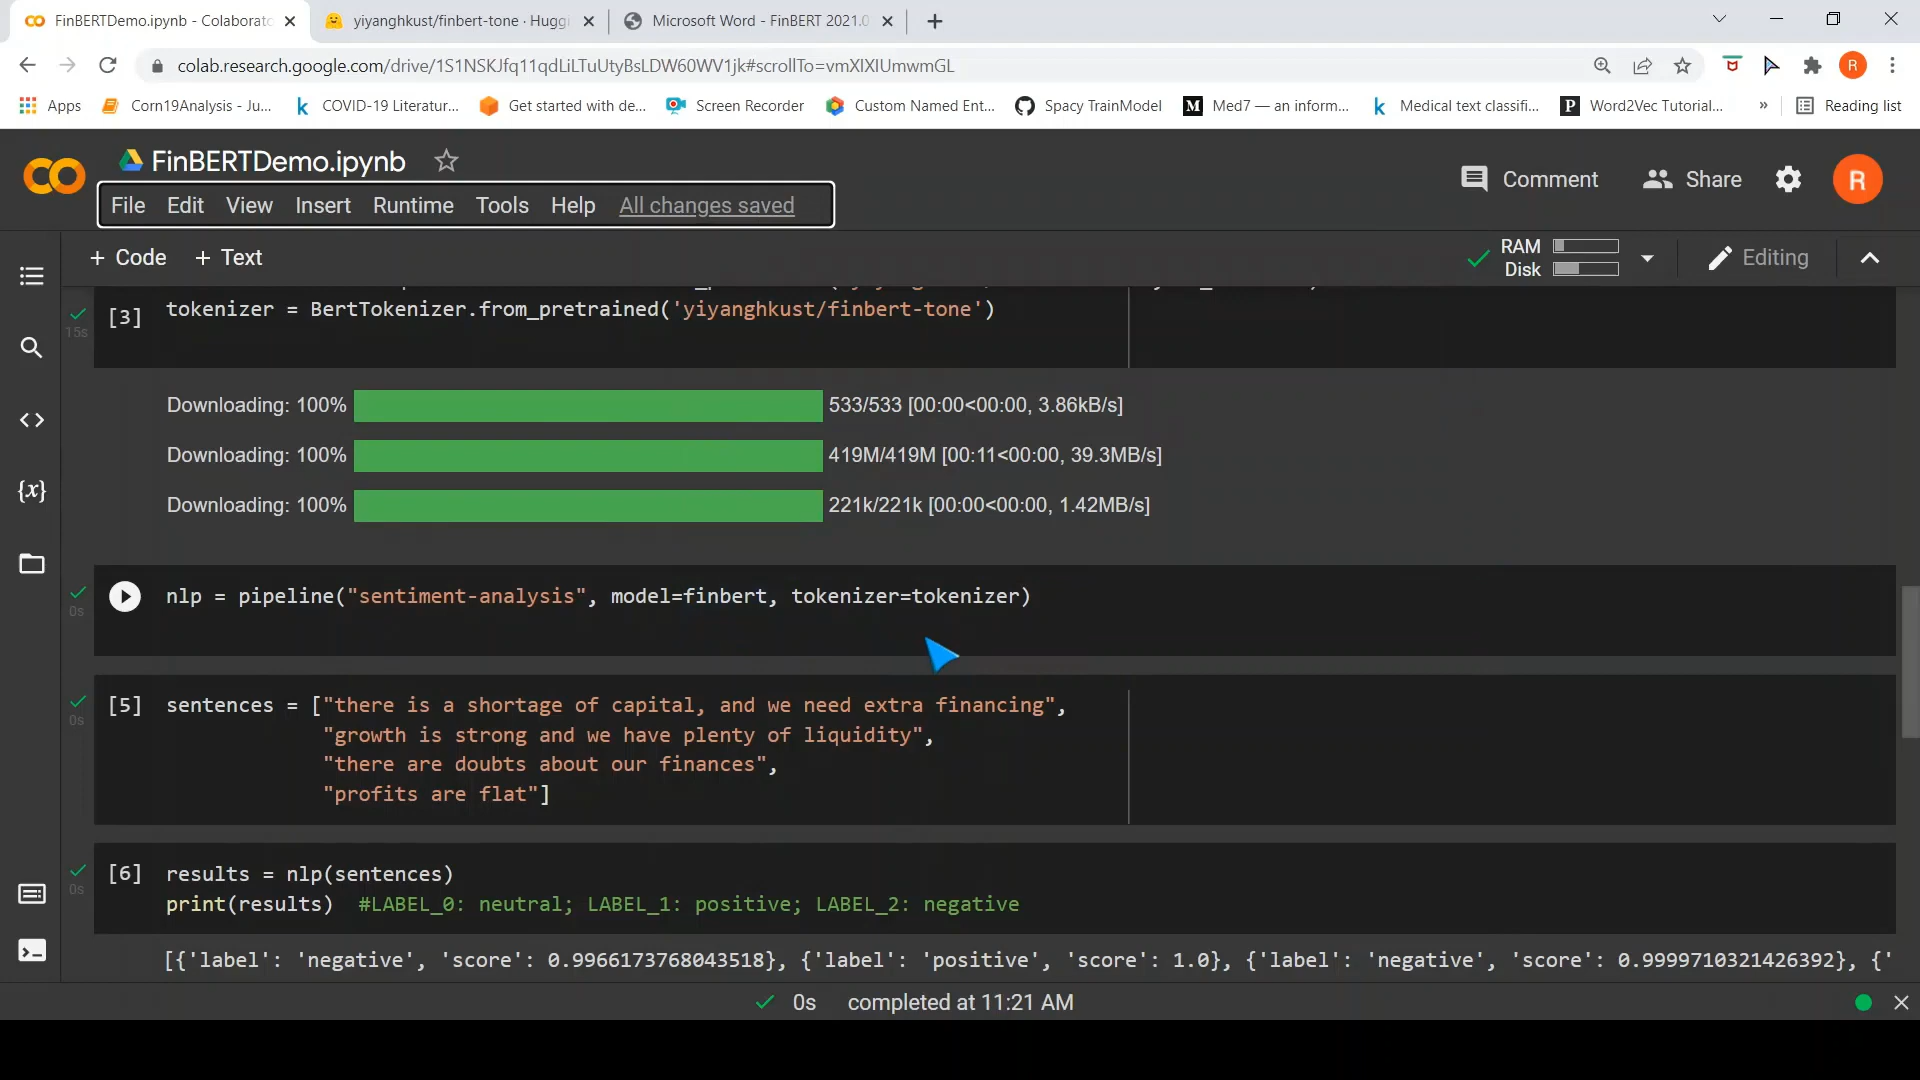 FinBERTDemo.ipynb - Colaborato
yiyanghkust/finbert-tone · Huggi
Microsoft Word - FinBERT 2021.0
colab.research.google.com/drive/1S1NSKJfq11qdLiLTuUtyBsLDW60WV1jk#scrollTo=vmXIXIUmwmGL
R
Apps
Corn19Analysis - Ju...
COVID-19 Literatur...
Get started with de...
Screen Recorder
Custom Named Ent...
Spacy TrainModel
Med7 — an inform...
Medical text classifi...
Word2Vec Tutorial...
»
Reading list
FinBERTDemo.ipynb
Comment
Share
R
File Edit View Insert Runtime Tools Help All changes saved
+ Code + Text
RAM
Disk
Editing
[3] tokenizer = BertTokenizer.from_pretrained('yiyanghkust/finbert-tone')
15s
Downloading: 100% 533/533 [00:00<00:00, 3.86kB/s]
Downloading: 100% 419M/419M [00:11<00:00, 39.3MB/s]
Downloading: 100% 221k/221k [00:00<00:00, 1.42MB/s]
nlp = pipeline("sentiment-analysis", model=finbert, tokenizer=tokenizer)
0s
[5] sentences = ["there is a shortage of capital, and we need extra financing",
0s
"growth is strong and we have plenty of liquidity",
"there are doubts about our finances",
"profits are flat"]
[6] results = nlp(sentences)
0s
print(results) #LABEL_0: neutral; LABEL_1: positive; LABEL_2: negative
[{'label': 'negative', 'score': 0.9966173768043518}, {'label': 'positive', 'score': 1.0}, {'label': 'negative', 'score': 0.9999710321426392}, {'
0s completed at 11:21 AM